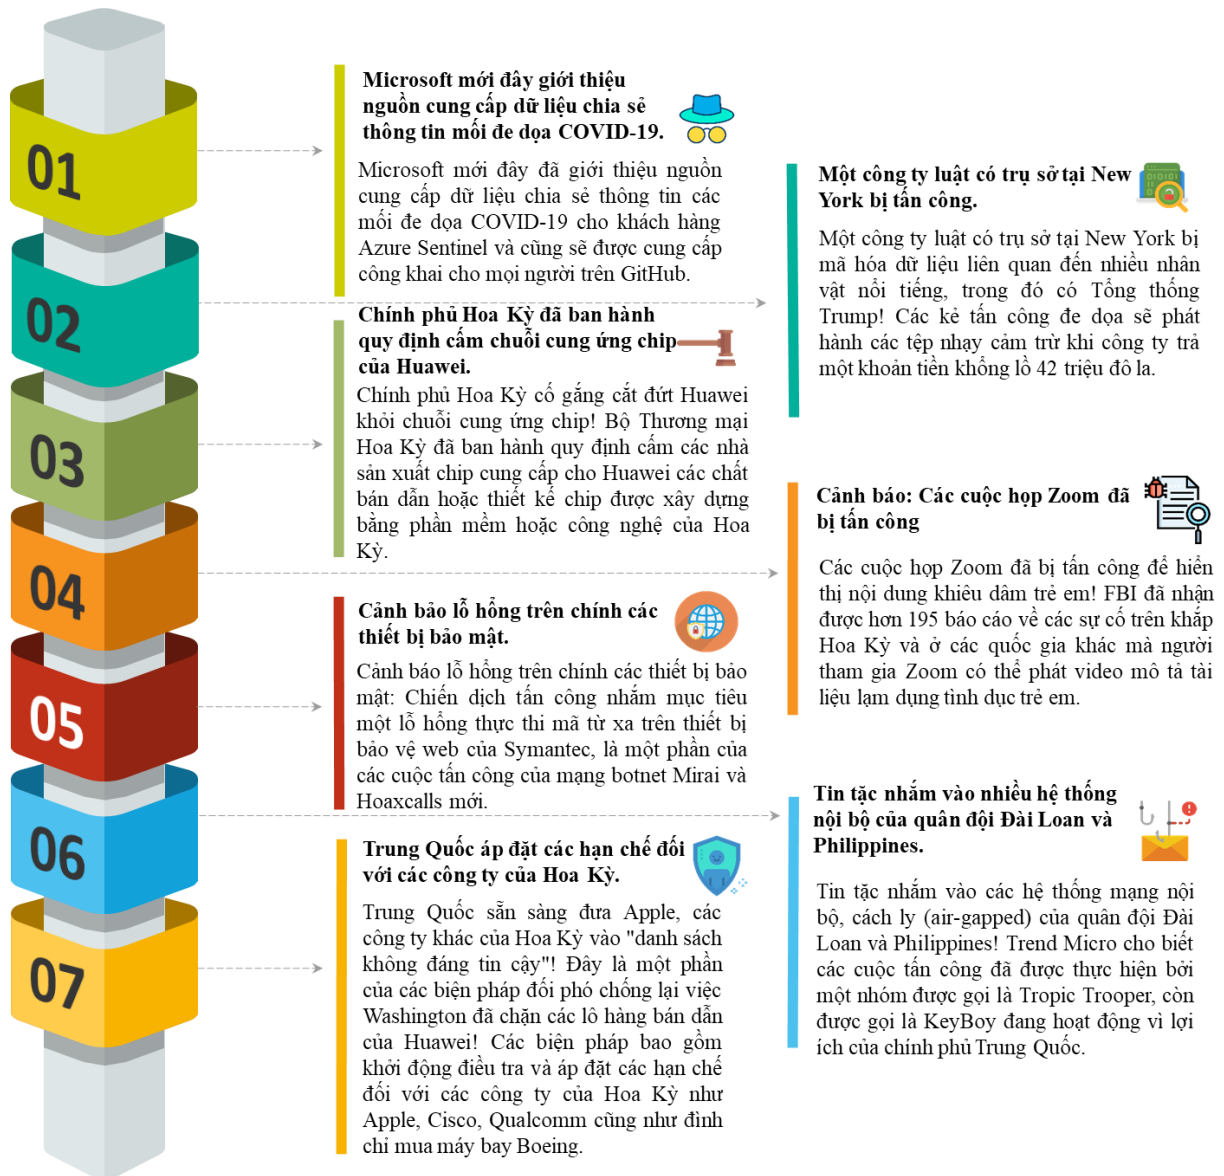 01
Microsoft mới đây giới thiệu
nguồn cung cấp dữ liệu chia sẻ
thông tin mối đe dọa COVID-19.
Microsoft mới đây đã giới thiệu nguồn
cung cấp dữ liệu chia sẻ thông tin các
mối đe dọa COVID-19 cho khách hàng
Azure Sentinel và cũng sẽ được cung cấp
công khai cho mọi người trên GitHub.
02
Một công ty luật có trụ sở tại New
York bị tấn công.
Một công ty luật có trụ sở tại New York bị
mã hóa dữ liệu liên quan đến nhiều nhân
vật nổi tiếng, trong đó có Tổng thống
Trump! Các kẻ tấn công đe dọa sẽ phát
hành các tệp nhạy cảm trừ khi công ty trả
một khoản tiền khổng lồ 42 triệu đô la.
03
Chính phủ Hoa Kỳ đã ban hành
quy định cấm chuỗi cung ứng chip
của Huawei.
Chính phủ Hoa Kỳ cố gắng cắt đứt Huawei
khỏi chuỗi cung ứng chip! Bộ Thương mại
Hoa Kỳ đã ban hành quy định cấm các nhà
sản xuất chip cung cấp cho Huawei các chất
bán dẫn hoặc thiết kế chip được xây dựng
bằng phần mềm hoặc công nghệ của Hoa
Kỳ.
04
Cảnh báo: Các cuộc họp Zoom đã
bị tấn công
Các cuộc họp Zoom đã bị tấn công để hiển
thị nội dung khiêu dâm trẻ em! FBI đã nhận
được hơn 195 báo cáo về các sự cố trên khắp
Hoa Kỳ và ở các quốc gia khác mà người
tham gia Zoom có thể phát video mô tả tài
liệu lạm dụng tình dục trẻ em.
05
Cảnh bảo lỗ hổng trên chính các
thiết bị bảo mật.
Cảnh báo lỗ hổng trên chính các thiết bị bảo
mật: Chiến dịch tấn công nhắm mục tiêu
một lỗ hổng thực thi mã từ xa trên thiết bị
bảo vệ web của Symantec, là một phần của
các cuộc tấn công của mạng botnet Mirai và
Hoaxcalls mới.
06
Tin tặc nhắm vào nhiều hệ thống
nội bộ của quân đội Đài Loan và
Philippines.
Tin tặc nhắm vào các hệ thống mạng nội
bộ, cách ly (air-gapped) của quân đội Đài
Loan và Philippines! Trend Micro cho biết
các cuộc tấn công đã được thực hiện bởi
một nhóm được gọi là Tropic Trooper, còn
được gọi là KeyBoy đang hoạt động vì lợi
ích của chính phủ Trung Quốc.
07
Trung Quốc áp đặt các hạn chế đối
với các công ty của Hoa Kỳ.
Trung Quốc sẵn sàng đưa Apple, các
công ty khác của Hoa Kỳ vào "danh sách
không đáng tin cậy"! Đây là một phần
của các biện pháp đối phó chống lại việc
Washington đã chặn các lô hàng bán dẫn
của Huawei! Các biện pháp bao gồm
khởi động điều tra và áp đặt các hạn chế
đối với các công ty của Hoa Kỳ như
Apple, Cisco, Qualcomm cũng như đình
chỉ mua máy bay Boeing.